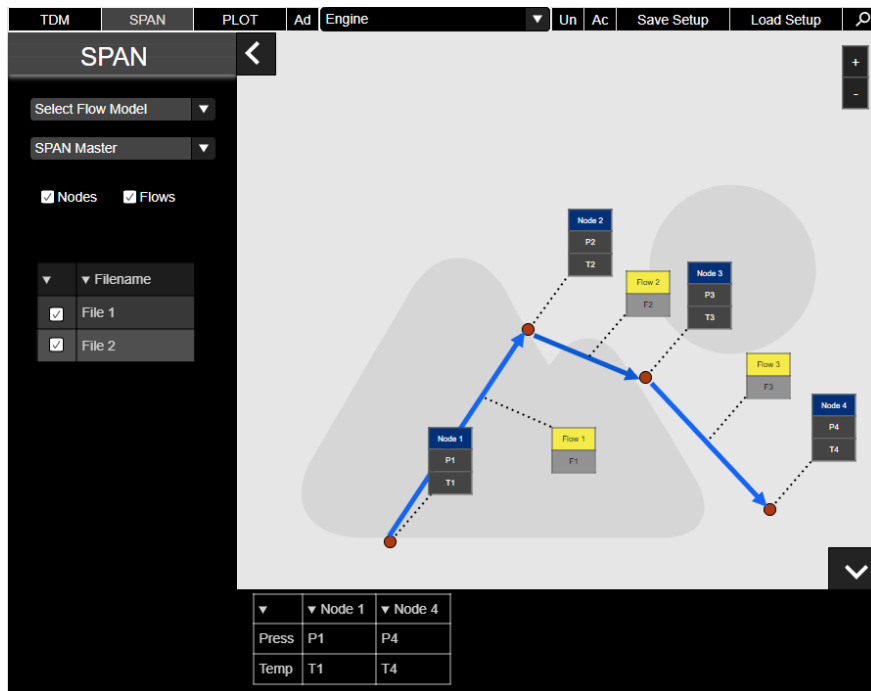 TDM SPAN PLOT Ad Engine Un Ac Save Setup Load Setup
SPAN
+
-
Select Flow Model
SPAN Master
Nodes Flows
Filename
File 1
File 2
Node 2
P2
T2
Flow 2
F2
Node 3
P3
T3
Flow 3
F3
Node 4
P4
T4
Node 1
P1
T1
Flow 1
F1
Node 1 Node 4
Press P1 P4
Temp T1 T4